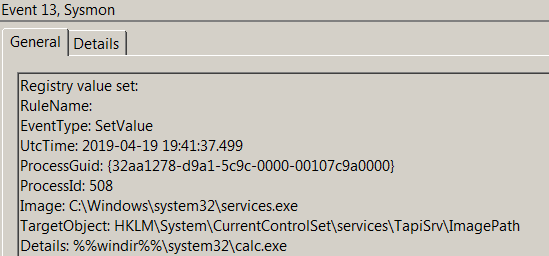 Event 13, Sysmon
General
Details
Registry value set:
RuleName:
EventType: SetValue
UtcTime: 2019-04-19 19:41:37.499
ProcessGuid: {32aa1278-d9a1-5c9c-0000-00107c9a0000}
ProcessId: 508
Image: C:\Windows\system32\services.exe
TargetObject: HKLM\System\CurrentControlSet\services\TapiSrv\ImagePath
Details: %%windir%%\system32\calc.exe